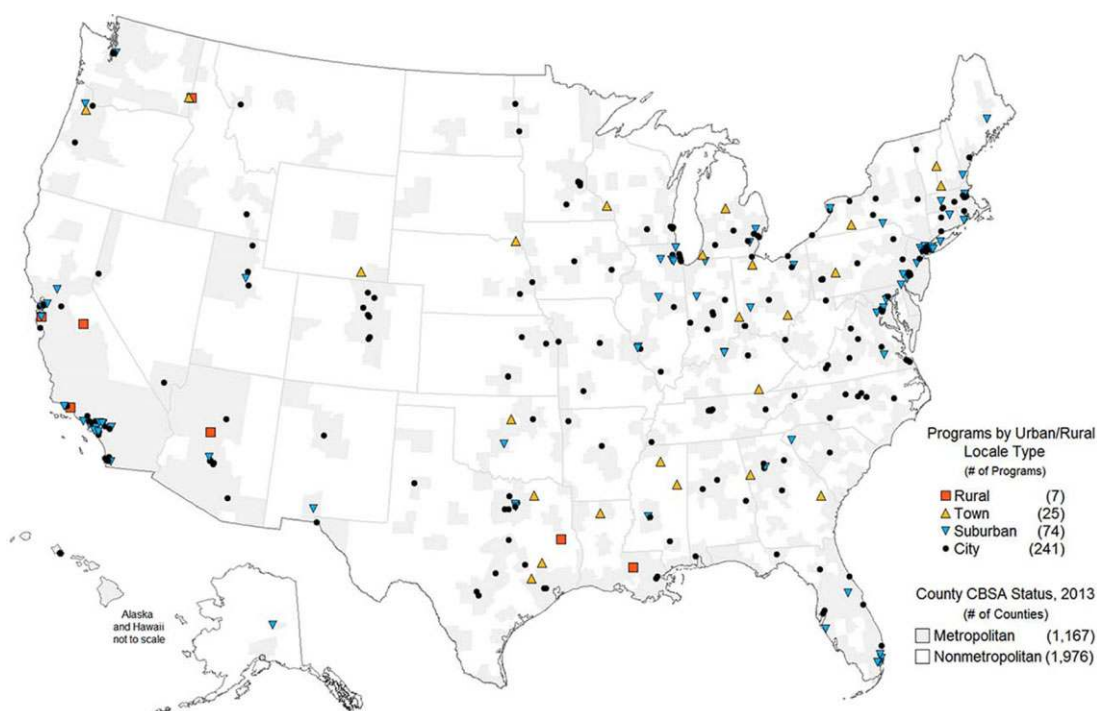 Programs by Urban/Rural
Locale Type
(# of Programs)
Rural (7)
Town (25)
Suburban (74)
City (241)
County CBSA Status, 2013
(# of Counties)
Metropolitan (1,167)
Nonmetropolitan (1,976)
Alaska
and Hawaii
not to scale